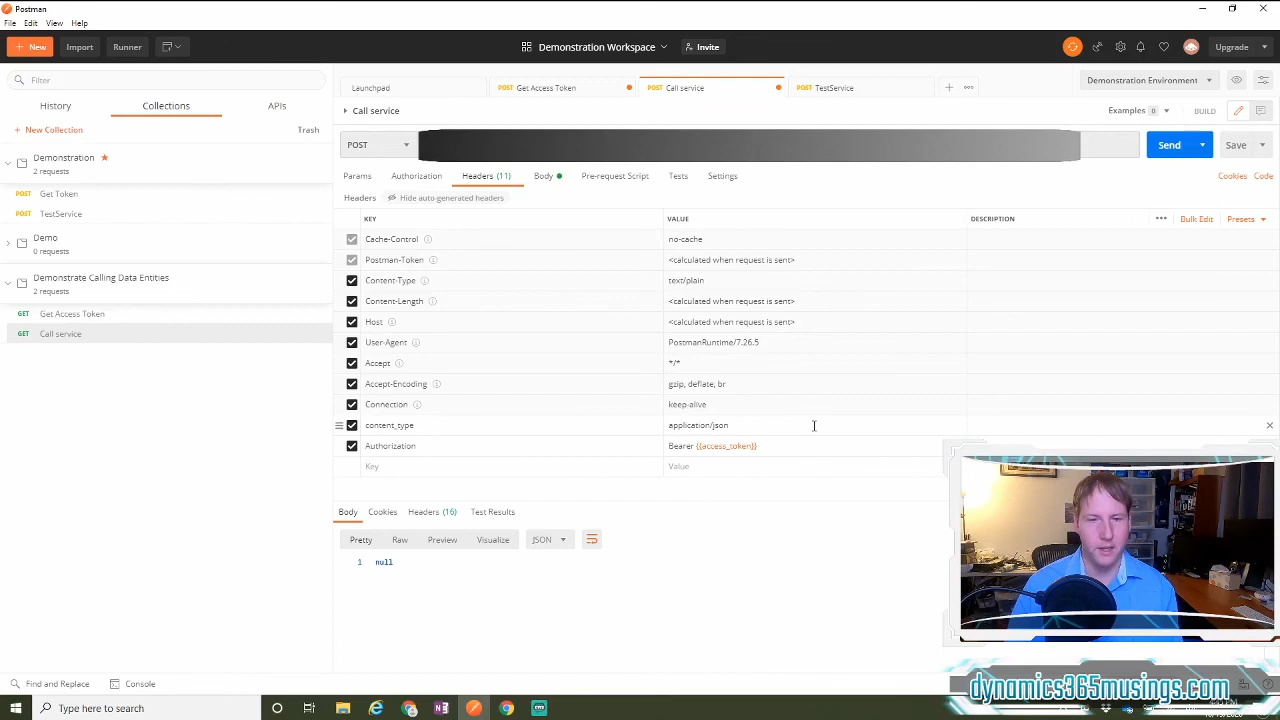 Postman
File Edit View Help
+ New Import Runner Demonstration Workspace Invite Upgrade
Filter
History Collections APIs
+ New Collection Trash
Demonstration
2 requests
POST Get Token
POST TestService
Demo
0 requests
Demonstrate Calling Data Entities
2 requests
GET Get Access Token
GET Call service
Launchpad POST Get Access Token POST Call service POST TestService + Demonstration Environment
Call service Examples 0 BUILD
POST Send Save
Params Authorization Headers (11) Body Pre-request Script Tests Settings Cookies Code
Headers Hide auto-generated headers
KEY VALUE DESCRIPTION Bulk Edit Presets
Cache-Control no-cache
Postman-Token <calculated when request is sent>
Content-Type text/plain
Content-Length <calculated when request is sent>
Host <calculated when request is sent>
User-Agent PostmanRuntime/7.26.5
Accept */*
Accept-Encoding gzip, deflate, br
Connection keep-alive
content_type application/json
Authorization Bearer {{access_token}}
Key Value
Body Cookies Headers (16) Test Results
Pretty Raw Preview Visualize JSON
1 null
Find and Replace Console
dynamics365musings.com
Type here to search